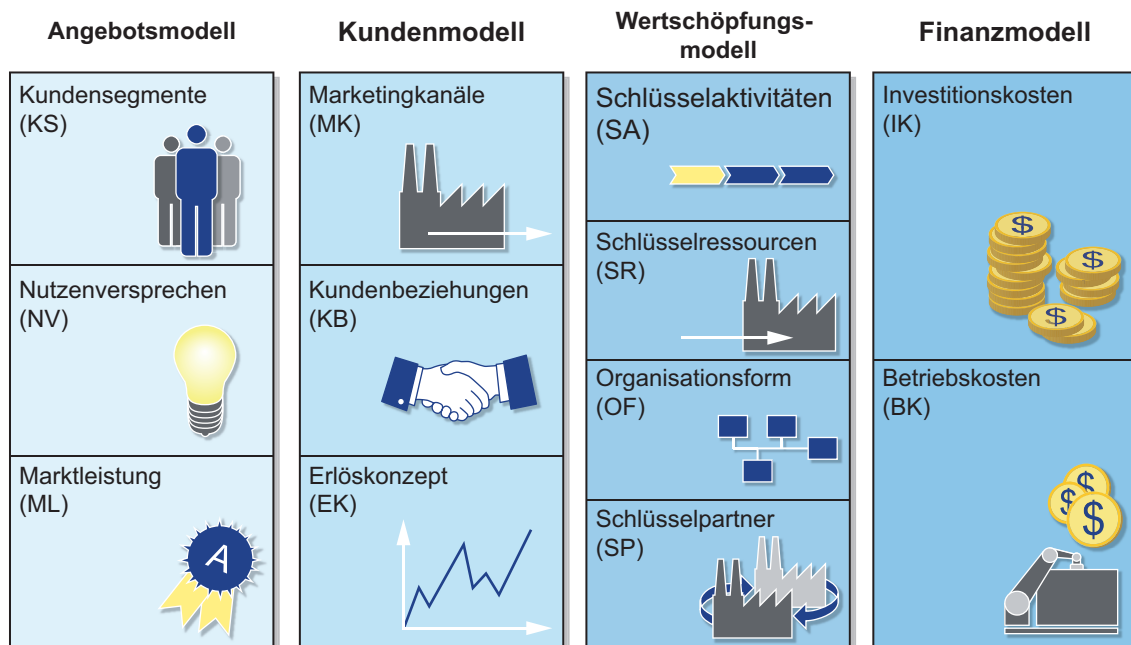 Angebotsmodell
Kundensegmente
(KS)
Nutzenversprechen
(NV)
Marktleistung
(ML)
A
Kundenmodell
Marketingkanäle
(MK)
Kundenbeziehungen
(KB)
Erlöskonzept
(EK)
Wertschöpfungs-
modell
Schlüsselaktivitäten
(SA)
Schlüsselressourcen
(SR)
Organisationsform
(OF)
Schlüsselpartner
(SP)
Finanzmodell
Investitionskosten
(IK)
$
$
$
Betriebskosten
(BK)
$
$
$